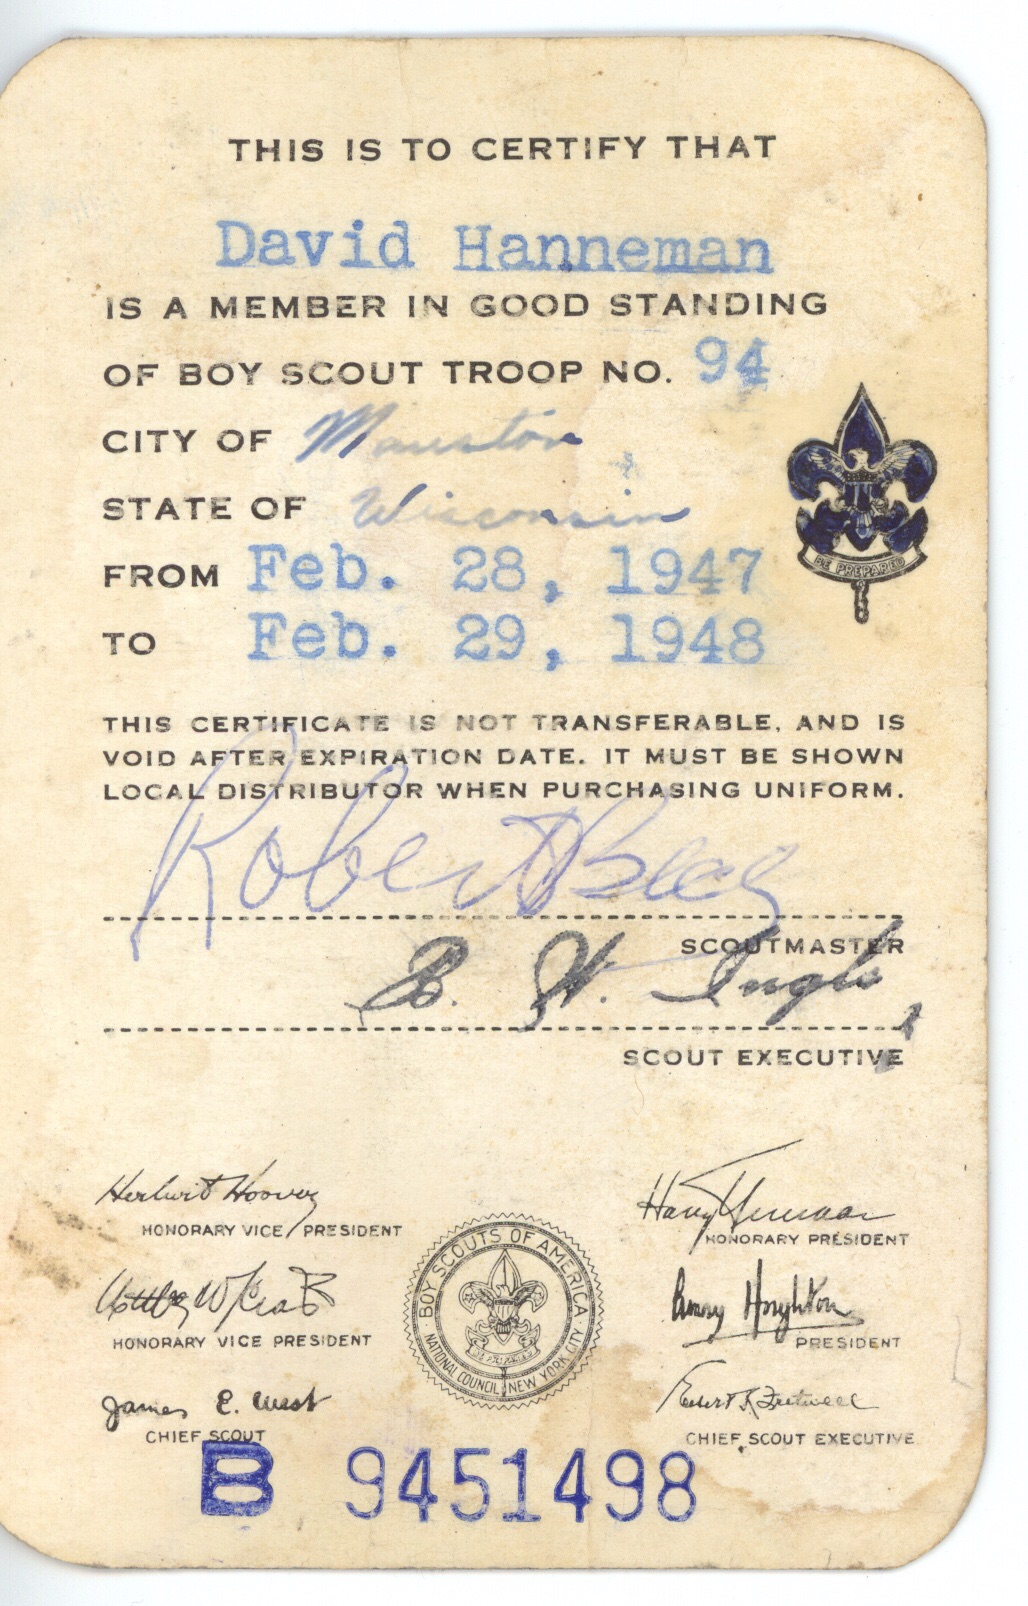 THIS IS TO CERTIFY THAT
David Hanneman
IS A MEMBER IN GOOD STANDING
OF BOY SCOUT TROOP NO. 94
CITY OF Mauston
STATE OF Wisconsin
BE PREPARED
FROM Feb. 28, 1947
TO Feb. 29, 1948
THIS CERTIFICATE IS NOT TRANSFERABLE, AND IS
VOID AFTER EXPIRATION DATE. IT MUST BE SHOWN
LOCAL DISTRIBUTOR WHEN PURCHASING UNIFORM.
Robert
SCOUTMASTER
B. H.
SCOUT EXECUTIVE
Herbert Hoover
HONORARY VICE PRESIDENT
Harry Truman
HONORARY PRESIDENT
HONORARY VICE PRESIDENT
Amory Houghton
PRESIDENT
James E. West
CHIEF SCOUT
Elbert K Fretwell
CHIEF SCOUT EXECUTIVE
BOY SCOUTS OF AMERICA
NATIONAL COUNCIL NEW YORK CITY
B 9451498